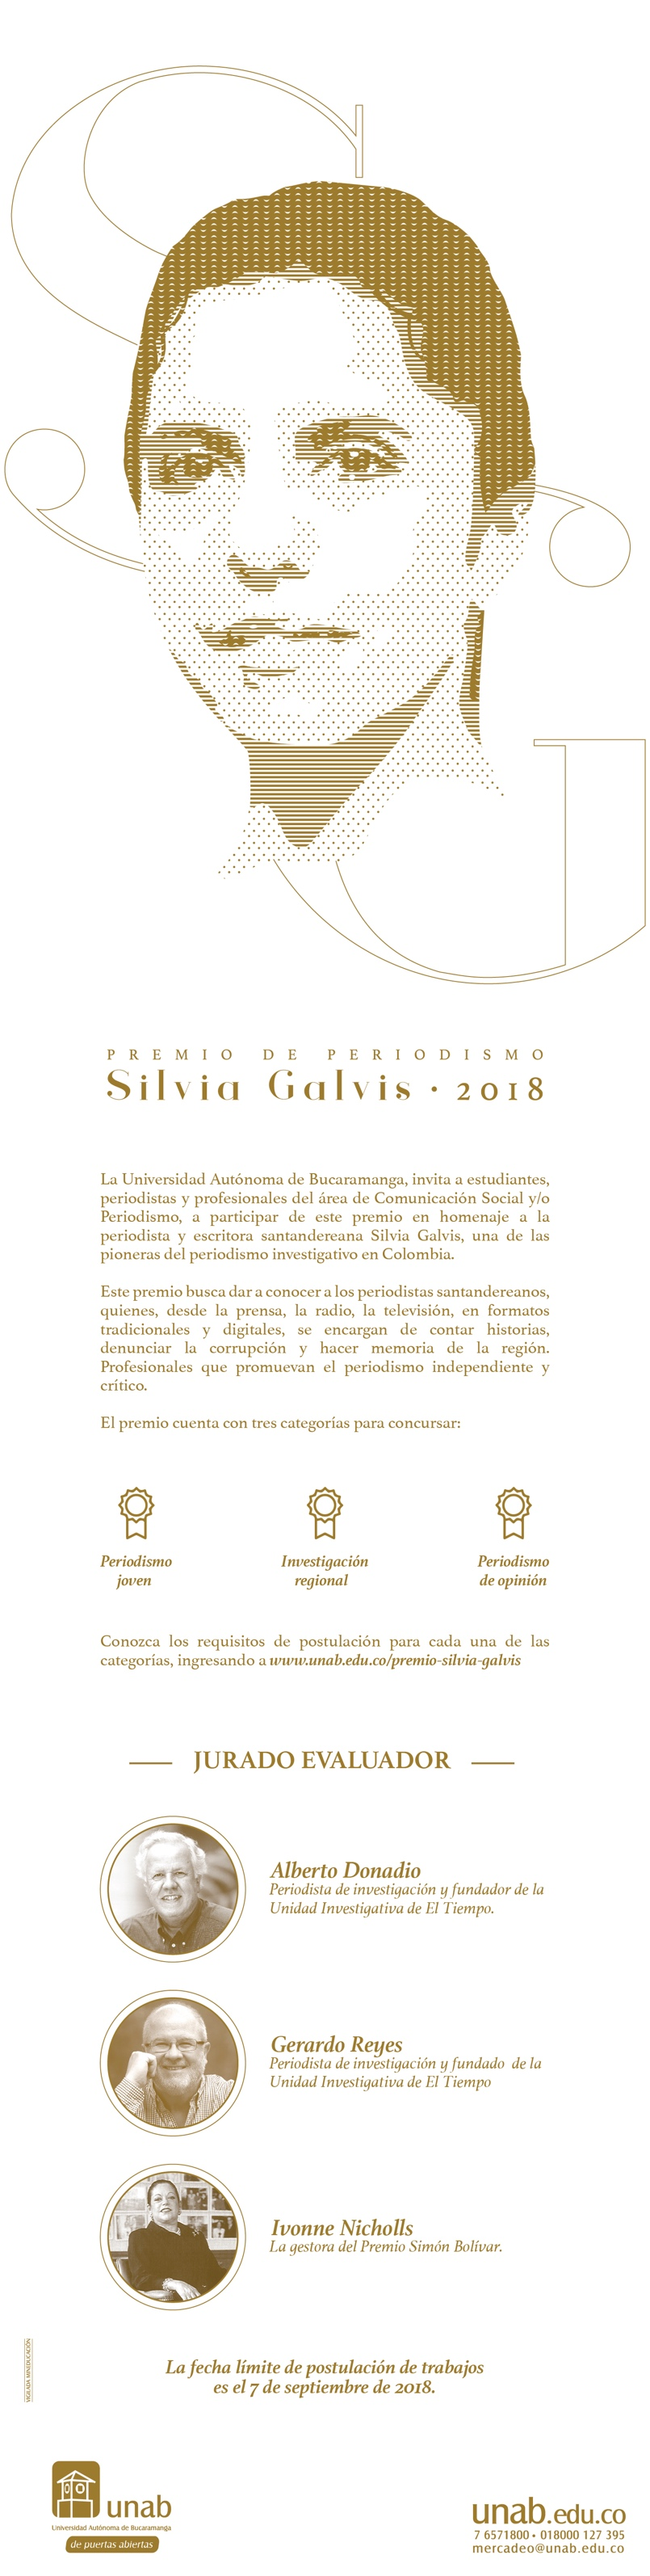 PREMIO DE PERIODISMO
Silvia Galvis · 2018
La Universidad Autónoma de Bucaramanga, invita a estudiantes,
periodistas y profesionales del área de Comunicación Social y/o
Periodismo, a participar de este premio en homenaje a la
periodista y escritora santandereana Silvia Galvis, una de las
pioneras del periodismo investigativo en Colombia.
Este premio busca dar a conocer a los periodistas santandereanos,
quienes, desde la prensa, la radio, la televisión, en formatos
tradicionales y digitales, se encargan de contar historias,
denunciar la corrupción y hacer memoria de la región.
Profesionales que promuevan el periodismo independiente y
crítico.
El premio cuenta con tres categorías para concursar:
Periodismo
joven
Investigación
regional
Periodismo
de opinión
Conozca los requisitos de postulación para cada una de las
categorías, ingresando a www.unab.edu.co/premio-silvia-galvis
JURADO EVALUADOR
Alberto Donadio
Periodista de investigación y fundador de la
Unidad Investigativa de El Tiempo.
Gerardo Reyes
Periodista de investigación y fundado de la
Unidad Investigativa de El Tiempo
Ivonne Nicholls
La gestora del Premio Simón Bolívar.
VIGILADA MINEDUCACIÓN
La fecha límite de postulación de trabajos
es el 7 de septiembre de 2018.
unab
Universidad Autónoma de Bucaramanga
de puertas abiertas
unab.edu.co
7 6571800 • 018000 127 395
mercadeo@unab.edu.co